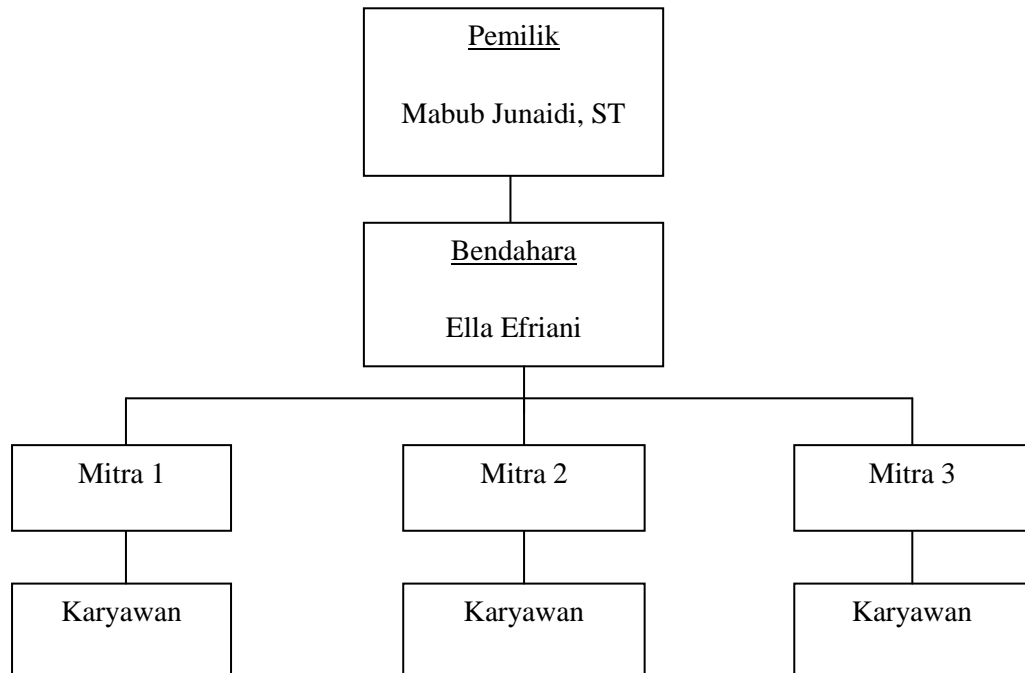 Pemilik
Mabub Junaidi, ST
Bendahara
Ella Efriani
Mitra 1
Mitra 2
Mitra 3
Karyawan
Karyawan
Karyawan